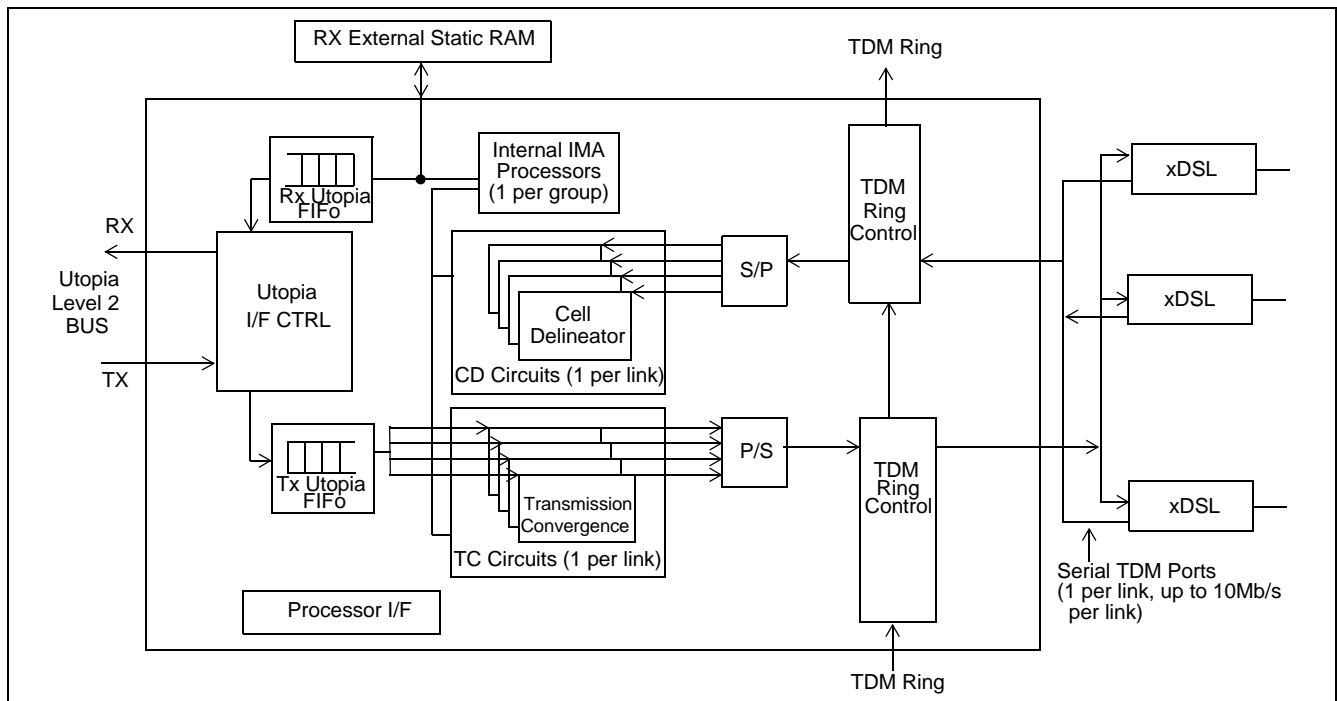 RX External Static RAM
TDM Ring
Internal IMA
Processors
(1 per group)
Rx Utopia
FIFo
TDM
Ring
Control
xDSL
RX
Utopia
Level 2
BUS
TX
Utopia
I/F CTRL
S/P
Cell
Delineator
CD Circuits (1 per link)
xDSL
Tx Utopia
FIFo
P/S
TDM
Ring
Control
Transmission
Convergence
TC Circuits (1 per link)
xDSL
Serial TDM Ports
(1 per link, up to 10Mb/s
per link)
Processor I/F
TDM Ring